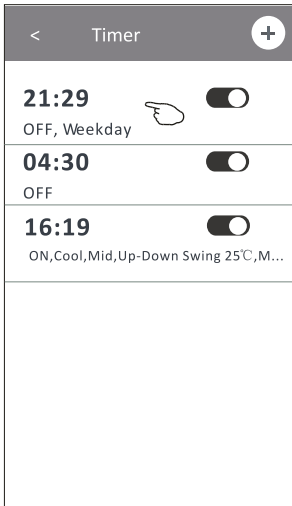 < Timer +
21:29
OFF, Weekday
04:30
OFF
16:19
ON,Cool,Mid,Up-Down Swing 25℃,M...